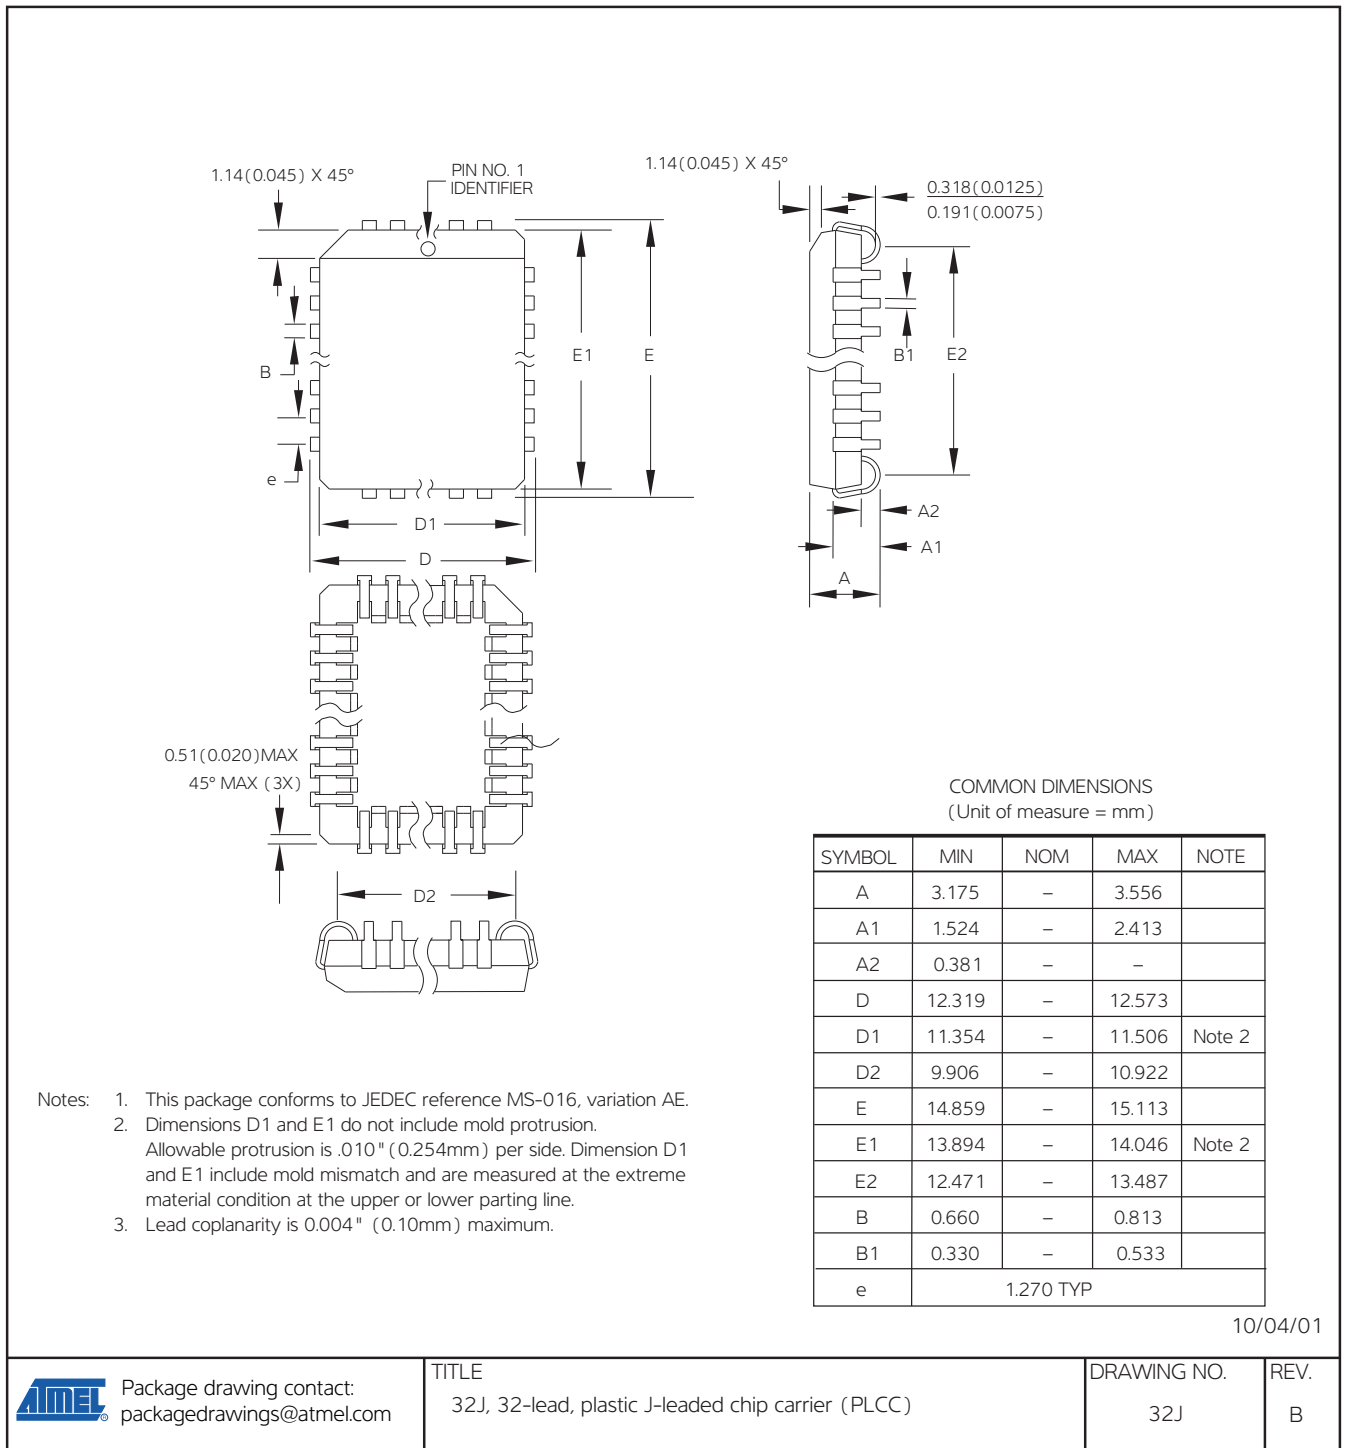 1.14(0.045) X 45°
PIN NO. 1
IDENTIFIER
1.14(0.045) X 45°
0.318(0.0125)
0.191(0.0075)
B
e
E1
E
D1
D
B1
E2
A2
A1
A
0.51(0.020)MAX
45° MAX (3X)
D2
COMMON DIMENSIONS
(Unit of measure = mm)
SYMBOL MIN NOM MAX NOTE
A 3.175 – 3.556
A1 1.524 – 2.413
A2 0.381 – –
D 12.319 – 12.573
D1 11.354 – 11.506 Note 2
D2 9.906 – 10.922
E 14.859 – 15.113
E1 13.894 – 14.046 Note 2
E2 12.471 – 13.487
B 0.660 – 0.813
B1 0.330 – 0.533
e 1.270 TYP
Notes: 1. This package conforms to JEDEC reference MS-016, variation AE.
2. Dimensions D1 and E1 do not include mold protrusion.
Allowable protrusion is .010"(0.254mm) per side. Dimension D1
and E1 include mold mismatch and are measured at the extreme
material condition at the upper or lower parting line.
3. Lead coplanarity is 0.004" (0.10mm) maximum.
10/04/01
ATMEL ®
Package drawing contact:
packagedrawings@atmel.com
TITLE
32J, 32-lead, plastic J-leaded chip carrier (PLCC)
DRAWING NO.
32J
REV.
B